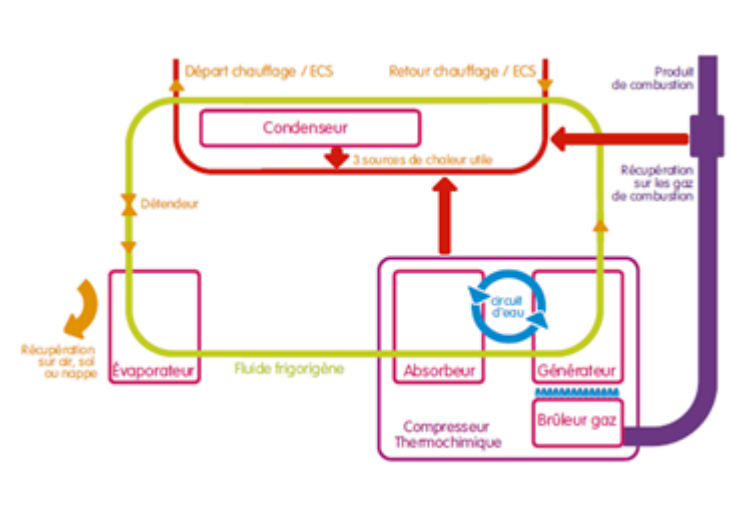 Départ chauffage / ECS
Retour chauffage / ECS
Produit
de combustion
Condenseur
3 sources de chaleur utile
Récupération
sur les gaz
de combustion
Détendeur
circuit
d'eau
Récupération
sur air, sol
ou nappe
Évaporateur
Fluide frigorigène
Absorbeur
Générateur
Brûleur gaz
Compresseur
Thermochimique